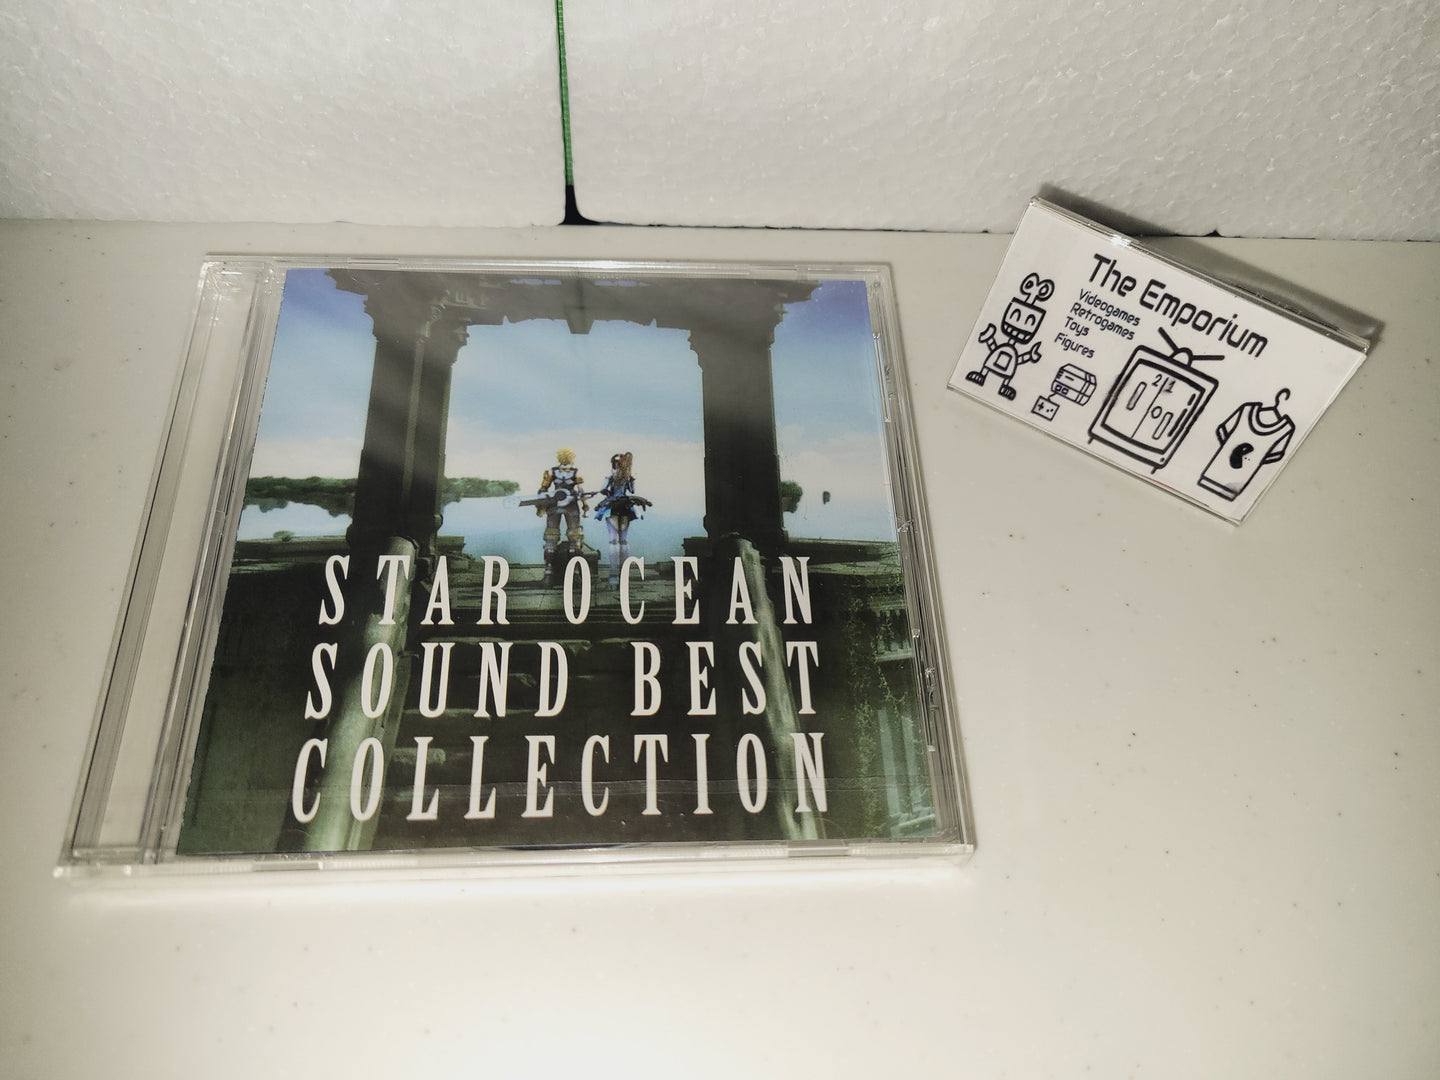 STAR OCEAN
SOUND BEST
COLLECTION
The Emporium
Videogames
Retrogames
Toys
Figures